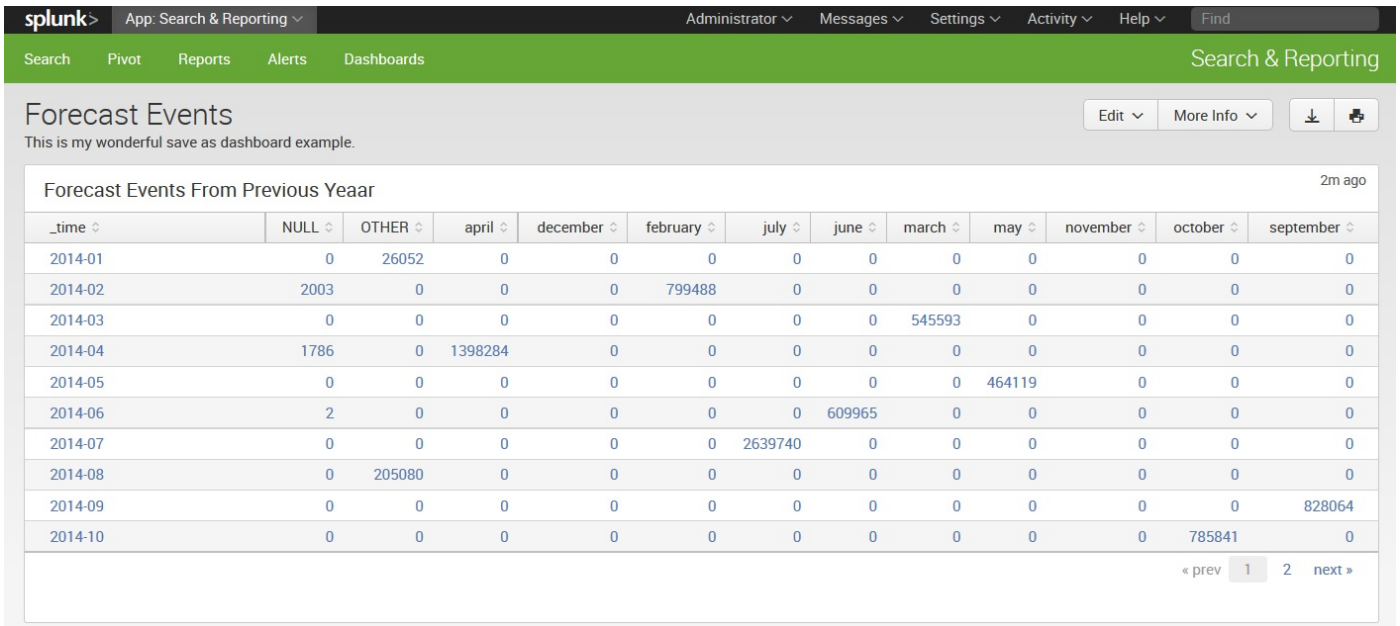 splunk> App: Search & Reporting Administrator Messages Settings Activity Help Find
Search Pivot Reports Alerts Dashboards Search & Reporting
Forecast Events Edit More Info
This is my wonderful save as dashboard example.
Forecast Events From Previous Yeaar 2m ago
_time NULL OTHER april december february july june march may november october september
2014-01 0 26052 0 0 0 0 0 0 0 0 0 0
2014-02 2003 0 0 0 799488 0 0 0 0 0 0 0
2014-03 0 0 0 0 0 0 0 545593 0 0 0 0
2014-04 1786 0 1398284 0 0 0 0 0 0 0 0 0
2014-05 0 0 0 0 0 0 0 0 464119 0 0 0
2014-06 2 0 0 0 0 0 609965 0 0 0 0 0
2014-07 0 0 0 0 0 2639740 0 0 0 0 0 0
2014-08 0 205080 0 0 0 0 0 0 0 0 0 0
2014-09 0 0 0 0 0 0 0 0 0 0 0 828064
2014-10 0 0 0 0 0 0 0 0 0 0 785841 0
« prev 1 2 next »